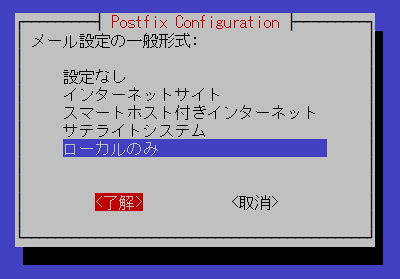 Postfix Configuration
メール設定の一般形式:
設定なし
インターネットサイト
スマートホスト付きインターネット
サテライトシステム
ローカルのみ
<了解> <取消>